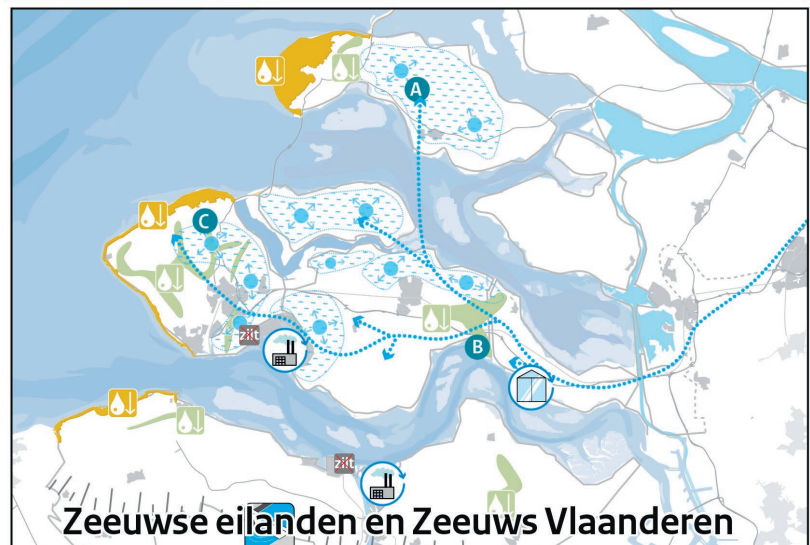 A
C
zilt
B
zilt
Zeeuwse eilanden en Zeeuws Vlaanderen